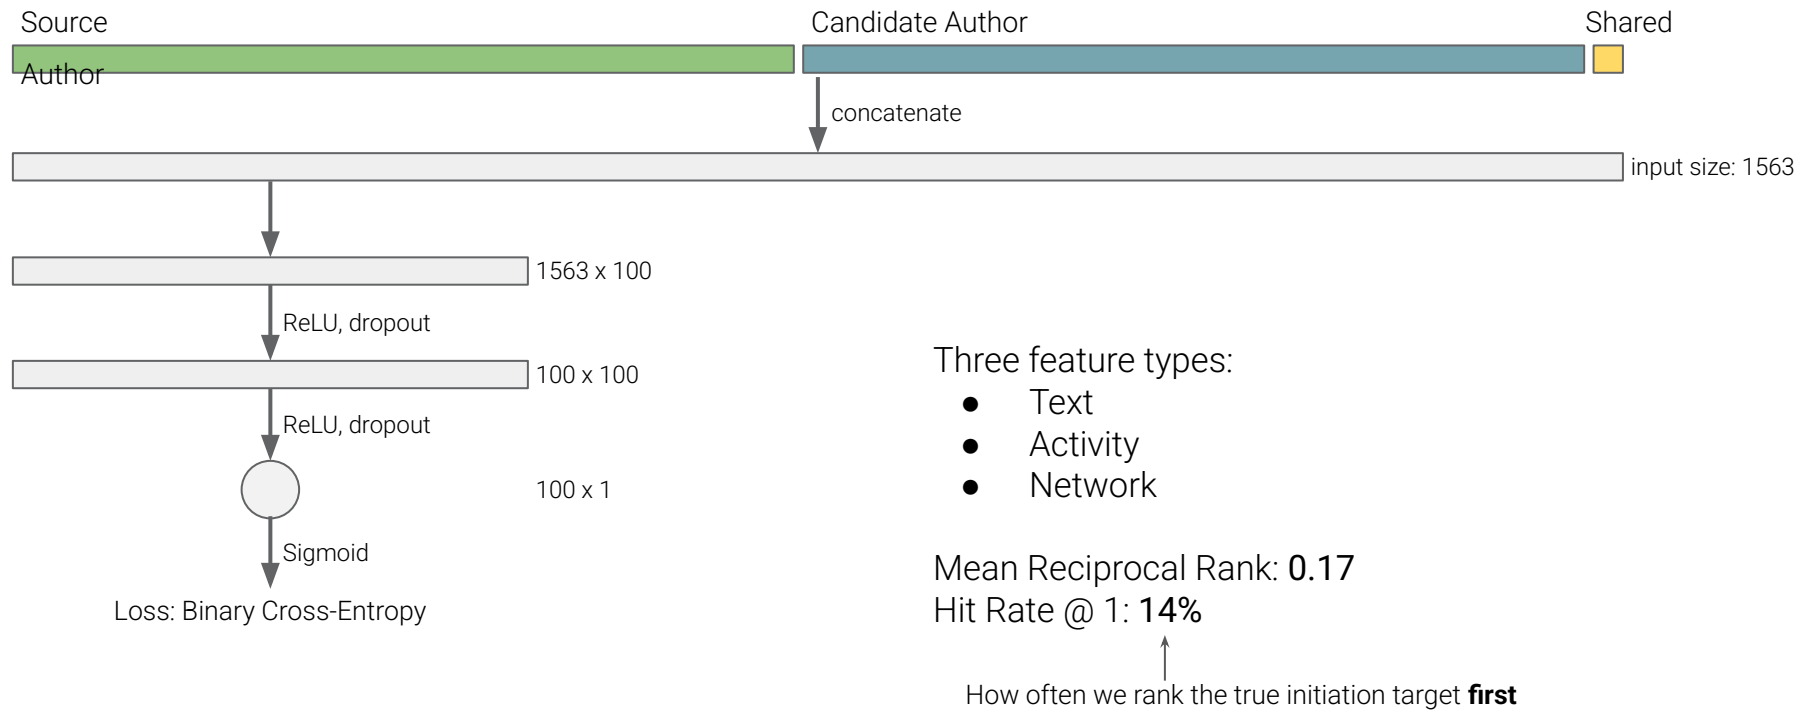 Source
Author
Candidate Author
Shared
concatenate
input size: 1563
1563 x 100
ReLU, dropout
100 x 100
ReLU, dropout
100 x 1
Sigmoid
Loss: Binary Cross-Entropy
Three feature types:
● Text
● Activity
● Network
Mean Reciprocal Rank: 0.17
Hit Rate @ 1: 14%
How often we rank the true initiation target first